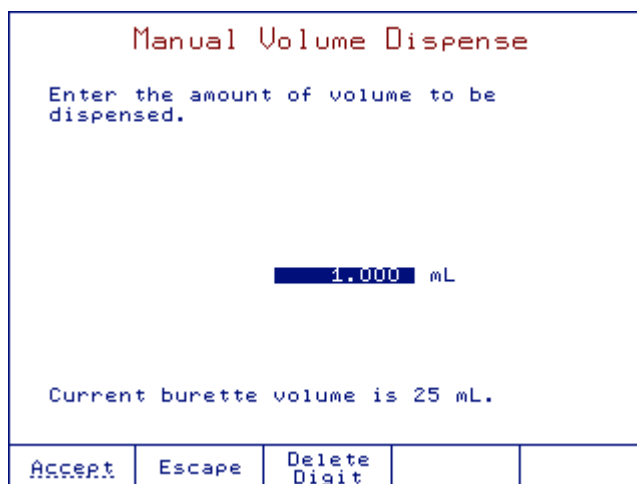 Manual Volume Dispense
Enter the amount of volume to be
dispensed.
1.000 mL
Current burette volume is 25 mL.
Accept Escape Delete
Digit